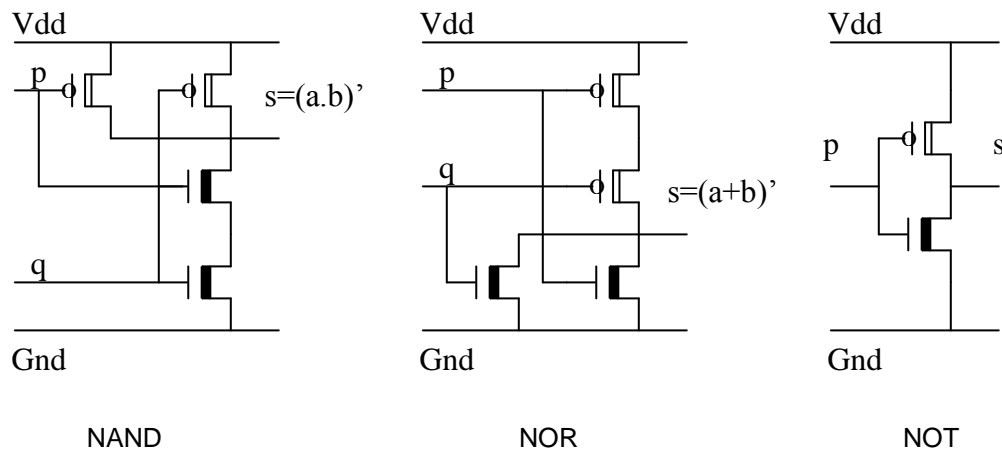 Vdd
p
s=(a.b)’
q
Gnd
NAND
Vdd
p
q
s=(a+b)’
Gnd
NOR
Vdd
p
s
Gnd
NOT